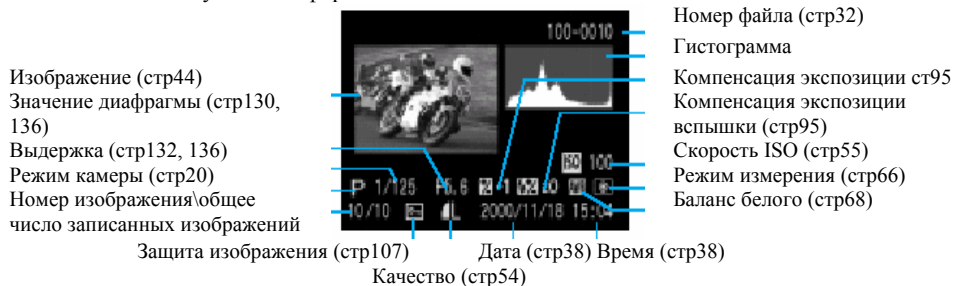 Номер файла (стр32)
100-0010
Гистограмма
Изображение (стр44)
Компенсация экспозиции ст95
Значение диафрагмы (стр130,
136)
Компенсация экспозиции
вспышки (стр95)
Выдержка (стр132, 136)
Скорость ISO (стр55)
ISO 100
Режим камеры (стр20)
Режим измерения (стр66)
P 1/125
Номер изображения\общее
число записанных изображений
Баланс белого (стр68)
10/10
2000/11/18 15:04
Защита изображения (стр107)
Дата (стр38) Время (стр38)
Качество (стр54)